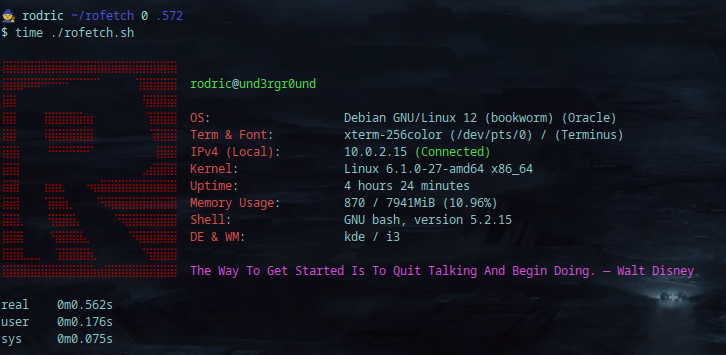 rodric ~/rofetch 0 .572
$ time ./rofetch.sh
rodric@und3rgr0und
OS: Debian GNU/Linux 12 (bookworm) (Oracle)
Term & Font: xterm-256color (/dev/pts/0) / (Terminus)
IPv4 (Local): 10.0.2.15 (Connected)
Kernel: Linux 6.1.0-27-amd64 x86_64
Uptime: 4 hours 24 minutes
Memory Usage: 870 / 7941MiB (10.96%)
Shell: GNU bash, version 5.2.15
DE & WM: kde / i3
The Way To Get Started Is To Quit Talking And Begin Doing. — Walt Disney
real 0m0.562s
user 0m0.176s
sys 0m0.075s